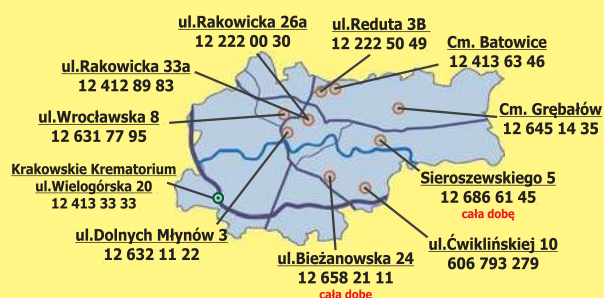 ul.Rakowicka 26a
12 222 00 30
ul.Reduta 3B
12 222 50 49
Cm. Batowice
12 413 63 46
ul.Rakowicka 33a
12 412 89 83
ul.Wrocławska 8
12 631 77 95
Cm. Grębałów
12 645 14 35
Krakowskie Krematorium
ul.Wielogórska 20
12 413 33 33
Sieroszewskiego 5
12 686 61 45
cała dobę
ul.Dolnych Młynów 3
12 632 11 22
ul.Bieżanowska 24
12 658 21 11
cała dobę
ul.Ćwiklińskiej 10
606 793 279